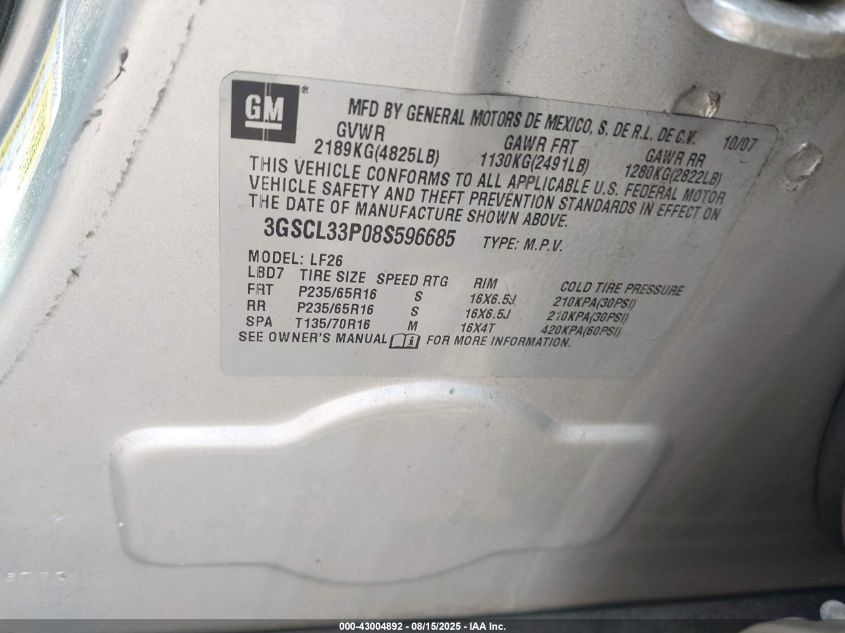 GM ®
MFD BY GENERAL MOTORS DE MEXICO, S. DE R.L. DE C.V. 10/07
GVWR GAWR FRT GAWR RR
2189KG(4825LB) 1130KG(2491LB) 1280KG(2822LB)
THIS VEHICLE CONFORMS TO ALL APPLICABLE U.S. FEDERAL MOTOR
VEHICLE SAFETY AND THEFT PREVENTION STANDARDS IN EFFECT ON
THE DATE OF MANUFACTURE SHOWN ABOVE.
3GSCL33P08S596685 TYPE: M.P.V.
MODEL: LF26
LBD7 TIRE SIZE SPEED RTG RIM COLD TIRE PRESSURE
FRT P235/65R16 S 16X6.5J 210KPA(30PSI)
RR P235/65R16 S 16X6.5J 210KPA(30PSI)
SPA T135/70R16 M 16X4T 420KPA(60PSI)
SEE OWNER'S MANUAL FOR MORE INFORMATION.
000-43004892 - 08/15/2025 - IAA Inc.